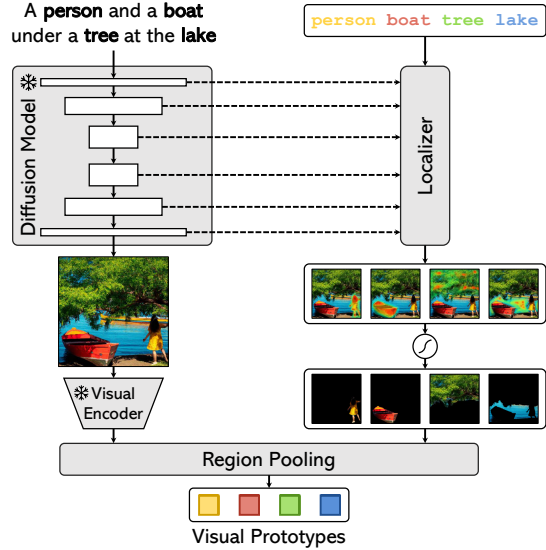 A person and a boat
under a tree at the lake
person boat tree lake
Diffusion Model
Localizer
Visual
Encoder
Region Pooling
Visual Prototypes